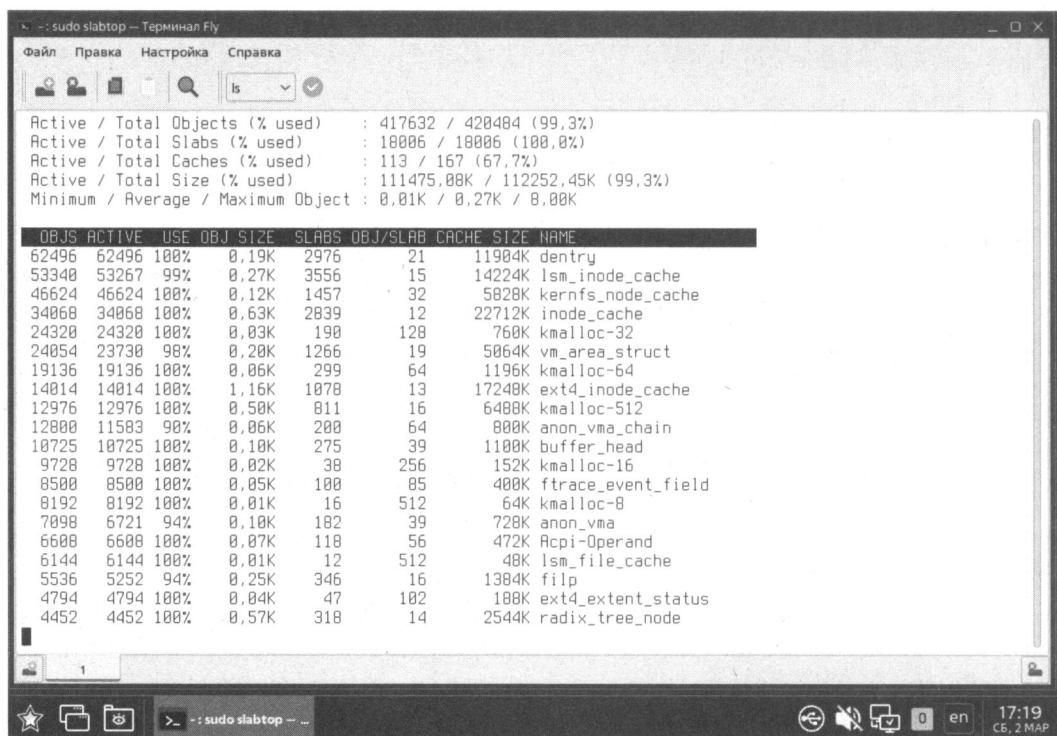 - : sudo slabtop — Терминал Fly
Файл Правка Настройка Справка
ls
Active / Total Objects (% used) : 417632 / 420484 (99,3%)
Active / Total Slabs (% used) : 18006 / 18006 (100,0%)
Active / Total Caches (% used) : 113 / 167 (67,7%)
Active / Total Size (% used) : 111475,08K / 112252,45K (99,3%)
Minimum / Average / Maximum Object : 0,01K / 0,27K / 8,00K
OBJS ACTIVE USE OBJ SIZE SLABS OBJ/SLAB CACHE SIZE NAME
62496 62496 100% 0,19K 2976 21 11904K dentry
53340 53267 99% 0,27K 3556 15 14224K lsm_inode_cache
46624 46624 100% 0,12K 1457 32 5828K kernfs_node_cache
34068 34068 100% 0,63K 2839 12 22712K inode_cache
24320 24320 100% 0,03K 190 128 760K kmalloc-32
24054 23730 98% 0,20K 1266 19 5064K vm_area_struct
19136 19136 100% 0,06K 299 64 1196K kmalloc-64
14014 14014 100% 1,16K 1078 13 17248K ext4_inode_cache
12976 12976 100% 0,50K 811 16 6488K kmalloc-512
12800 11583 90% 0,06K 200 64 800K anon_vma_chain
10725 10725 100% 0,10K 275 39 1100K buffer_head
9728 9728 100% 0,02K 38 256 152K kmalloc-16
8500 8500 100% 0,05K 100 85 400K ftrace_event_field
8192 8192 100% 0,01K 16 512 64K kmalloc-8
7098 6721 94% 0,10K 182 39 728K anon_vma
6608 6608 100% 0,07K 118 56 472K Acpi-Operand
6144 6144 100% 0,01K 12 512 48K lsm_file_cache
5536 5252 94% 0,25K 346 16 1384K filp
4794 4794 100% 0,04K 47 102 188K ext4_extent_status
4452 4452 100% 0,57K 318 14 2544K radix_tree_node
1
- : sudo slabtop — ...
0 en 17:19
СБ, 2 МАР